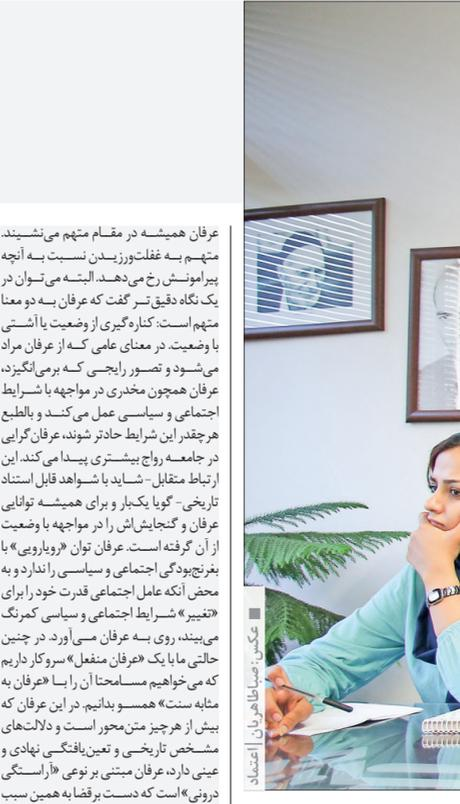 عرفان همیشه در مقام متهم می‌نشیند.
متهم به غفلت‌ورزیدن نسبت به آنچه
پیرامونش رخ می‌دهد. البته می‌توان در
یک نگاه دقیق‌تر گفت که عرفان به دو معنا
متهم است: کناره‌گیری از وضعیت یا آشتی
با وضعیت. در معنای عامی که از عرفان مراد
می‌شود و تصور رایجی که برمی‌انگیزد،
عرفان همچون مخدری در مواجهه با شرایط
اجتماعی و سیاسی عمل می‌کند و بالطبع
هرچقدر این شرایط حادتر شوند، عرفان‌گرایی
در جامعه رواج بیشتری پیدا می‌کند. این
ارتباط متقابل- شاید با شواهد قابل استناد
تاریخی- گویا یک‌بار و برای همیشه توانایی
عرفان و گنجایش‌اش را در مواجهه با وضعیت
از آن گرفته است. عرفان توان «رویارویی» با
بغرنج‌بودگی اجتماعی و سیاسی را ندارد و به
محض آنکه عامل اجتماعی قدرت خود را برای
«تغییر» شرایط اجتماعی و سیاسی کمرنگ
می‌بیند، روی به عرفان می‌آورد. در چنین
حالتی ما با یک «عرفان منفعل» سروکار داریم
که می‌خواهیم مسامحتا آن را با «عرفان به
مثابه سنت» همسو بدانیم. در این عرفان که
بیش از هرچیز متن‌محور است و دلالت‌های
مشخص تاریخی و تعین‌یافتگی نهادی و
عینی دارد، عرفان مبتنی بر نوعی «آراستگی
درونی» است که دست بر قضا به همین سبب
عکس: صبا طاهریان | اعتماد